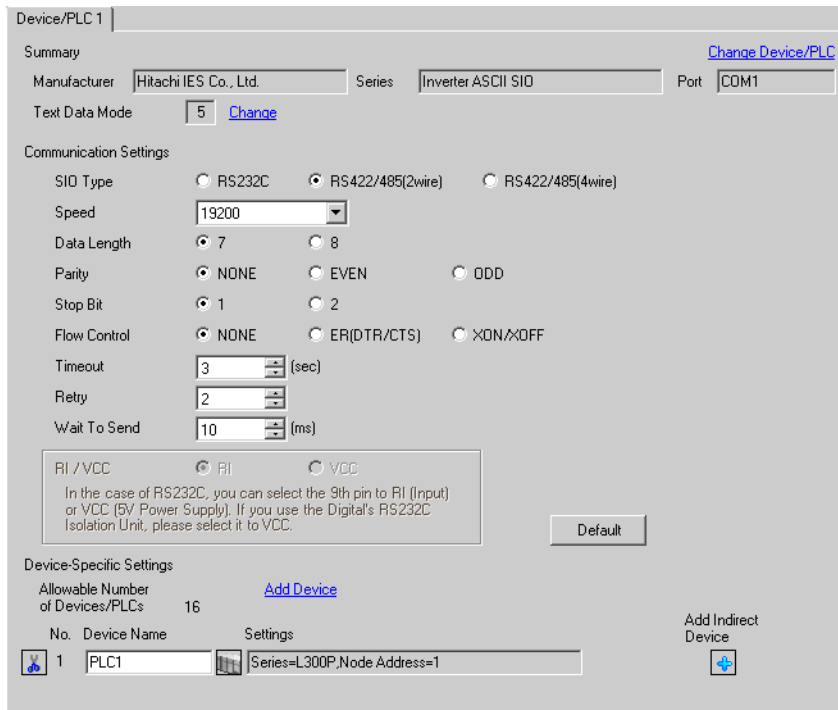 Device/PLC 1
Summary Change Device/PLC
Manufacturer Hitachi IES Co., Ltd. Series Inverter ASCII SIO Port COM1
Text Data Mode 5 Change
Communication Settings
SIO Type RS232C RS422/485(2wire) RS422/485(4wire)
Speed 19200
Data Length 7 8
Parity NONE EVEN ODD
Stop Bit 1 2
Flow Control NONE ER(DTR/CTS) XON/XOFF
Timeout 3 (sec)
Retry 2
Wait To Send 10 (ms)
RI / VCC RI VCC
In the case of RS232C, you can select the 9th pin to RI (Input)
or VCC (5V Power Supply). If you use the Digital's RS232C
Isolation Unit, please select it to VCC.
Default
Device-Specific Settings
Allowable Number
of Devices/PLCs 16 Add Device
Add Indirect
Device
No. Device Name Settings
1 PLC1 Series=L300P,Node Address=1